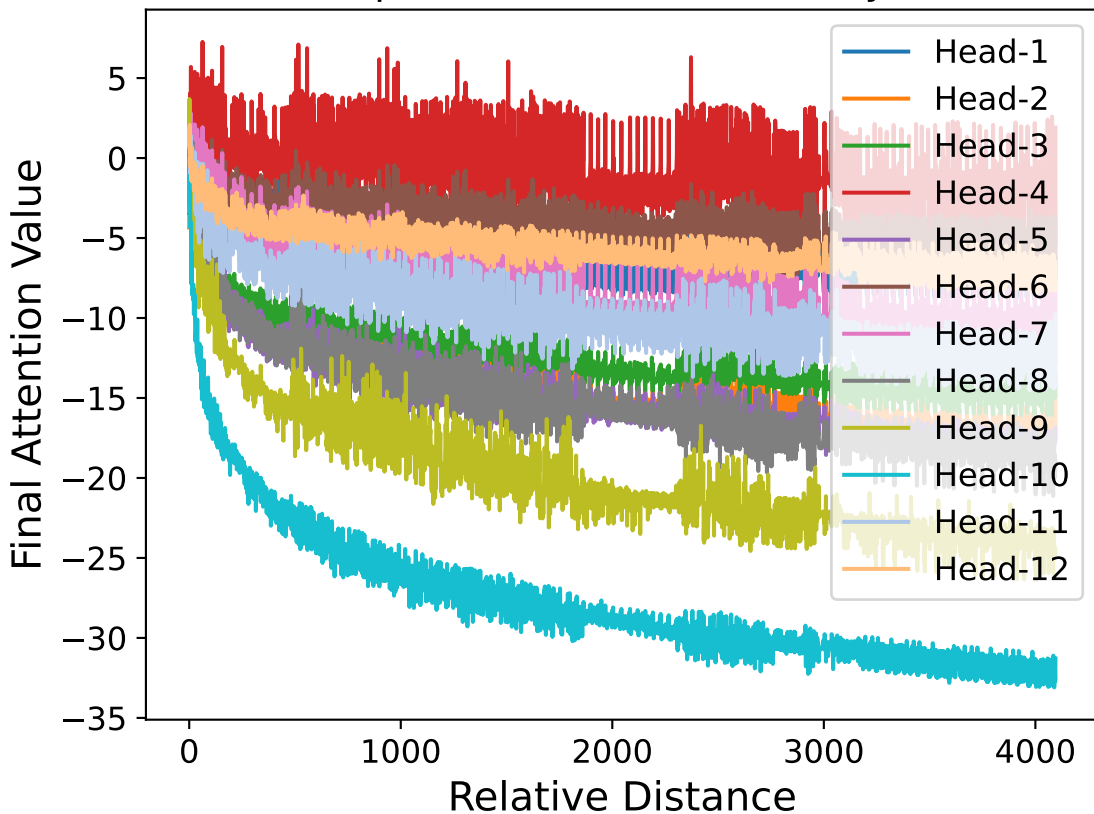 Final Attention Value
5
0
−5
−10
−15
−20
−25
−30
−35
0 1000 2000 3000 4000
Relative Distance
Head-1
Head-2
Head-3
Head-4
Head-5
Head-6
Head-7
Head-8
Head-9
Head-10
Head-11
Head-12